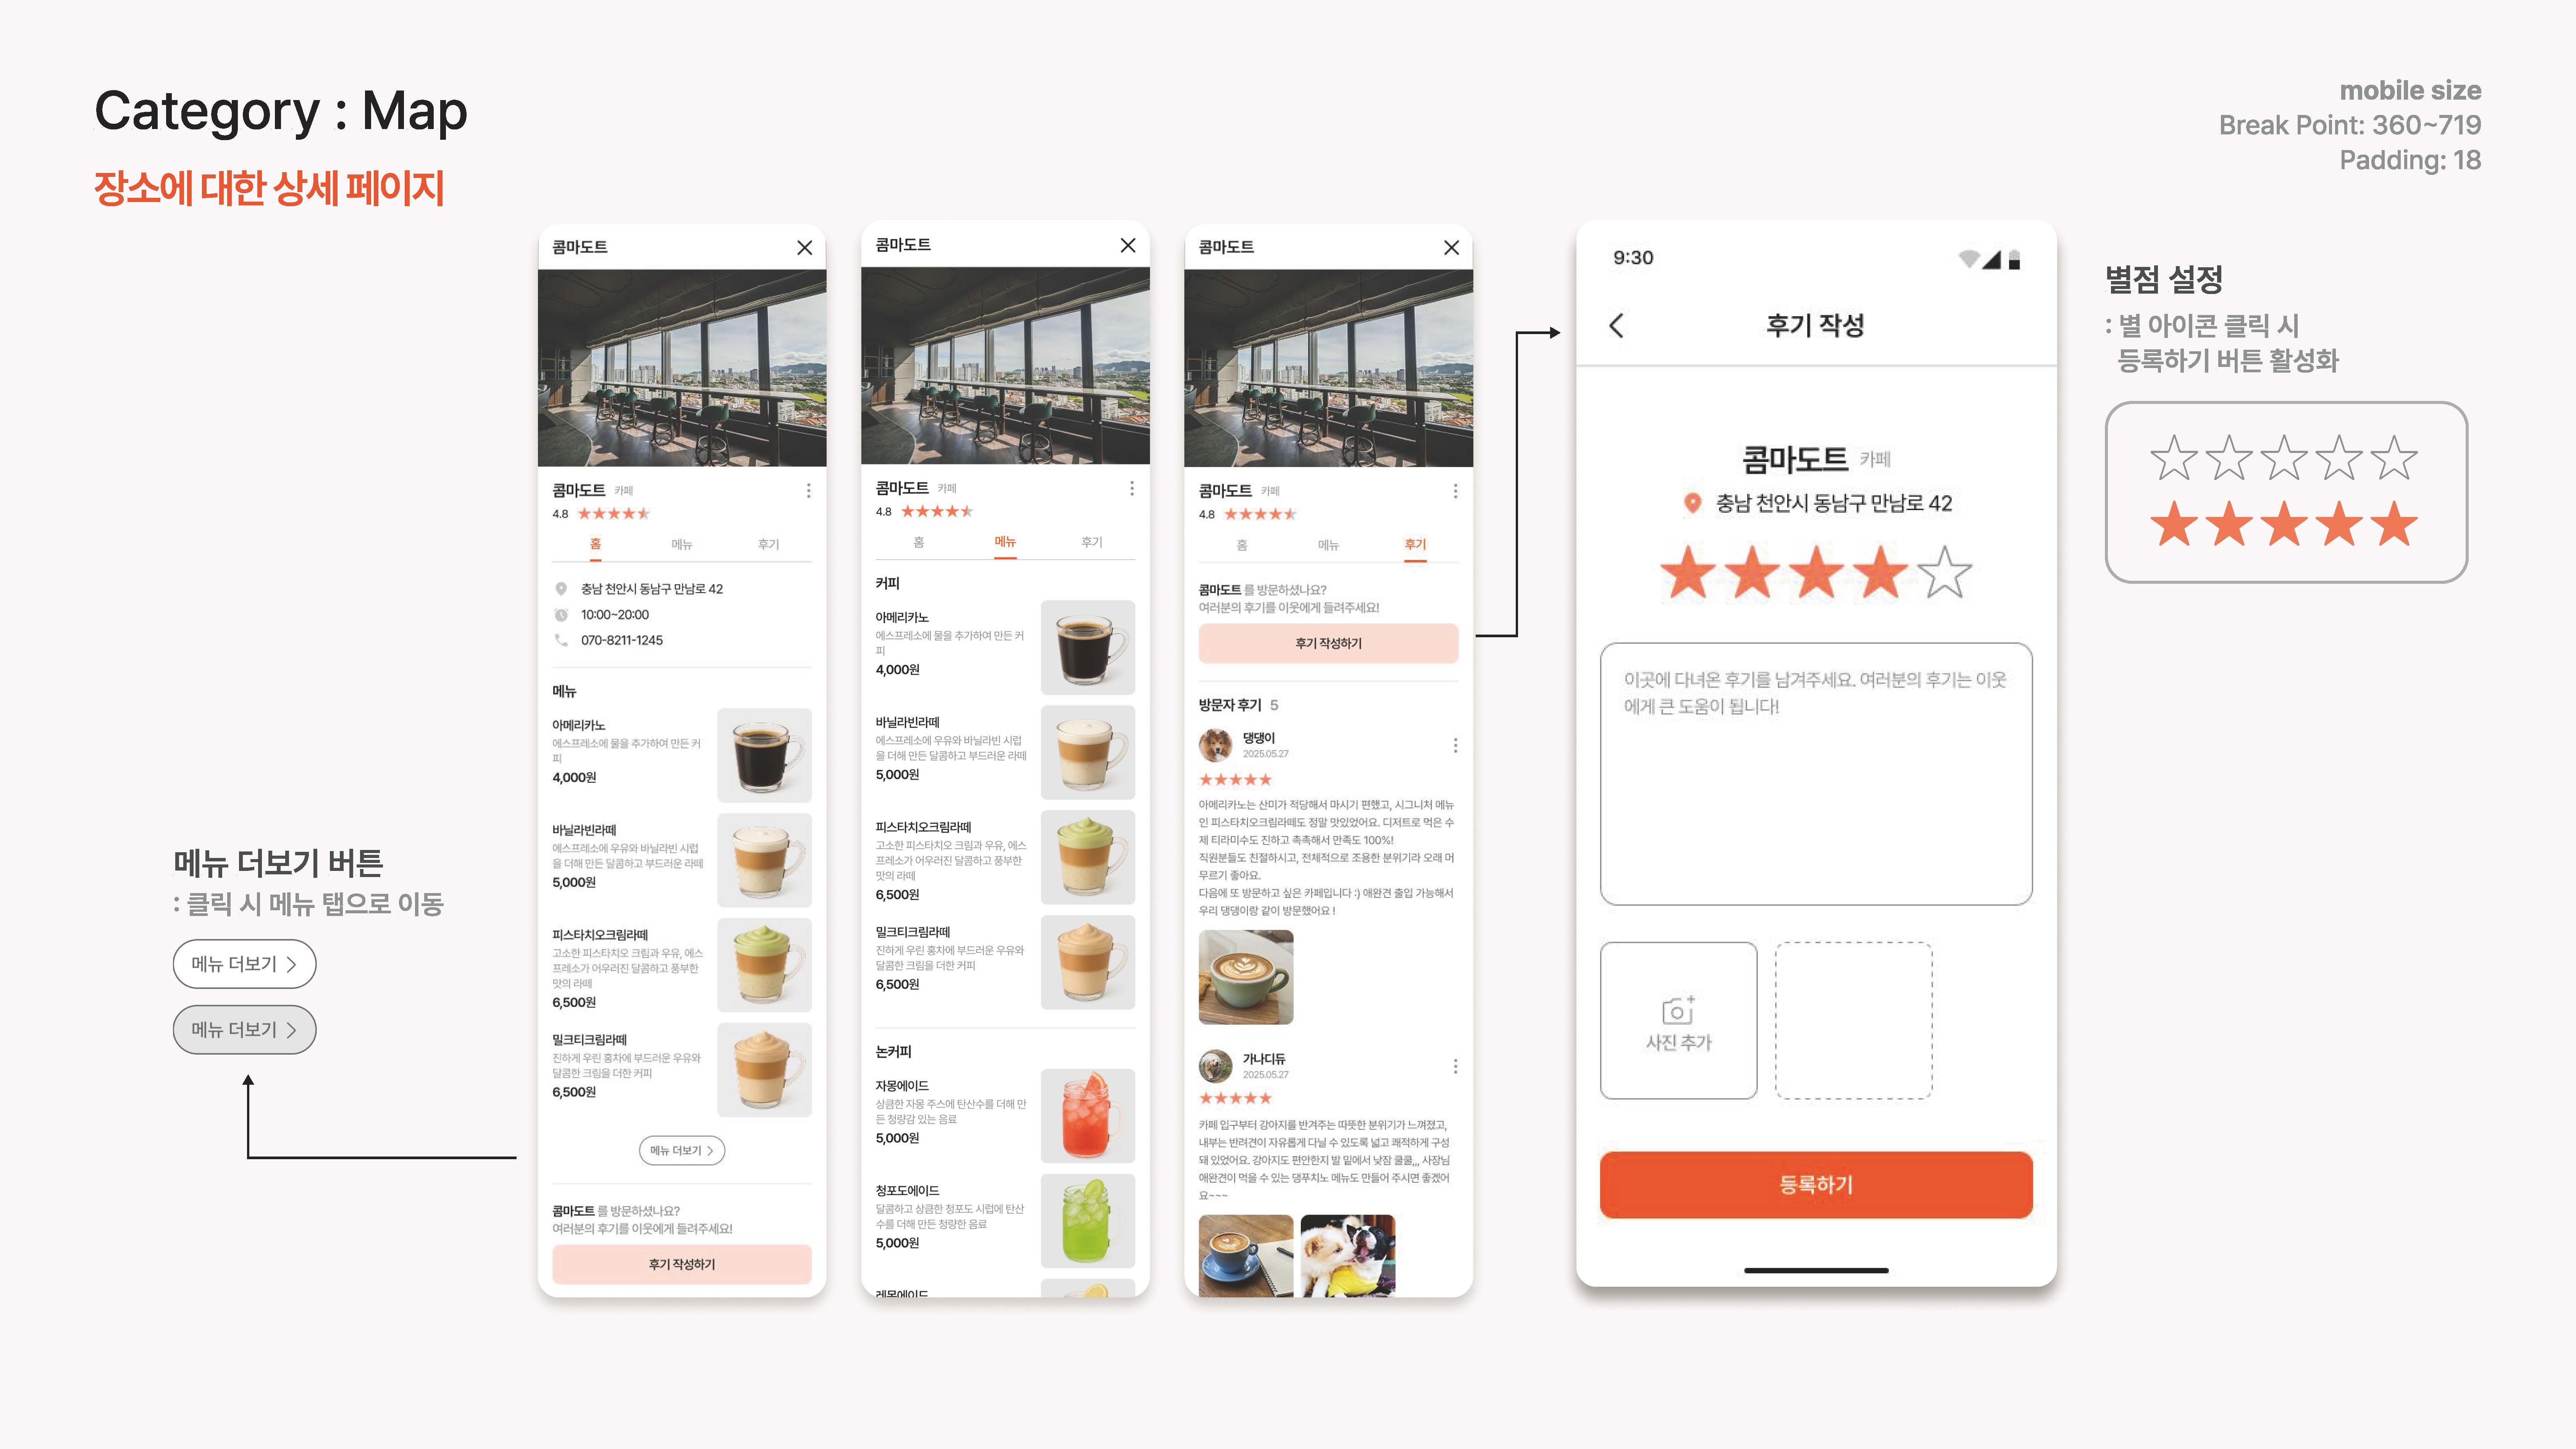 Category : Map
장소에 대한 상세 페이지
mobile size
Break Point: 360~719
Padding: 18
메뉴 더보기 버튼
: 클릭 시 메뉴 탭으로 이동
메뉴 더보기
메뉴 더보기
콤마도트
콤마도트 카페
4.8
홈 메뉴 후기
충남 천안시 동남구 만남로 42
10:00~20:00
070-8211-1245
메뉴
아메리카노
에스프레소에 물을 추가하여 만든 커
피
4,000원
바닐라빈라떼
에스프레소에 우유와 바닐라빈 시럽
을 더해 만든 달콤하고 부드러운 라떼
5,000원
피스타치오크림라떼
고소한 피스타치오 크림과 우유, 에스
프레소가 어우러진 달콤하고 풍부한
맛의 라떼
6,500원
밀크티크림라떼
진하게 우린 홍차에 부드러운 우유와
달콤한 크림을 더한 커피
6,500원
메뉴 더보기
콤마도트 를 방문하셨나요?
여러분의 후기를 이웃에게 들려주세요!
후기 작성하기
콤마도트
콤마도트 카페
4.8
홈 메뉴 후기
커피
아메리카노
에스프레소에 물을 추가하여 만든 커
피
4,000원
바닐라빈라떼
에스프레소에 우유와 바닐라빈 시럽
을 더해 만든 달콤하고 부드러운 라떼
5,000원
피스타치오크림라떼
고소한 피스타치오 크림과 우유, 에스
프레소가 어우러진 달콤하고 풍부한
맛의 라떼
6,500원
밀크티크림라떼
진하게 우린 홍차에 부드러운 우유와
달콤한 크림을 더한 커피
6,500원
논커피
자몽에이드
상큼한 자몽 주스에 탄산수를 더해 만
든 청량감 있는 음료
5,000원
청포도에이드
달콤하고 상큼한 청포도 시럽에 탄산
수를 더해 만든 청량한 음료
5,000원
레몬에이드
콤마도트
콤마도트 카페
4.8
홈 메뉴 후기
콤마도트 를 방문하셨나요?
여러분의 후기를 이웃에게 들려주세요!
후기 작성하기
방문자 후기 5
댕댕이
2025.05.27
아메리카노는 산미가 적당해서 마시기 편했고, 시그니처 메뉴
인 피스타치오크림라떼도 정말 맛있었어요. 디저트로 먹은 수
제 티라미수도 진하고 촉촉해서 만족도 100%!
직원분들도 친절하시고, 전체적으로 조용한 분위기라 오래 머
무르기 좋아요.
다음에 또 방문하고 싶은 카페입니다 :) 애완견 출입 가능해서
우리 댕댕이랑 같이 방문했어요 !
가나디듀
2025.05.27
카페 입구부터 강아지를 반겨주는 따뜻한 분위기가 느껴졌고,
내부는 반려견이 자유롭게 다닐 수 있도록 넓고 쾌적하게 구성
돼 있었어요. 강아지도 편안한지 발 밑에서 낮잠 쿨쿨,,, 사장님
애완견이 먹을 수 있는 댕푸치노 메뉴도 만들어 주시면 좋겠어
요~~~
9:30
후기 작성
콤마도트 카페
충남 천안시 동남구 만남로 42
이곳에 다녀온 후기를 남겨주세요. 여러분의 후기는 이웃
에게 큰 도움이 됩니다!
사진 추가
등록하기
별점 설정
: 별 아이콘 클릭 시
등록하기 버튼 활성화